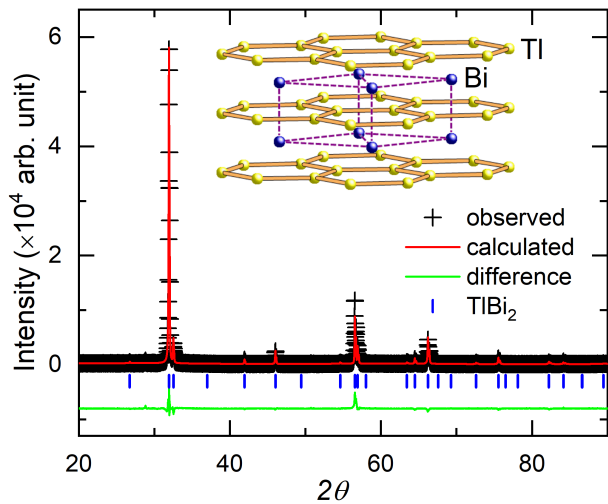 Tl
Bi
observed
calculated
difference
TlBi₂
Intensity (×10⁴ arb. unit)
6
4
2
0
20 40 60 80
2θ